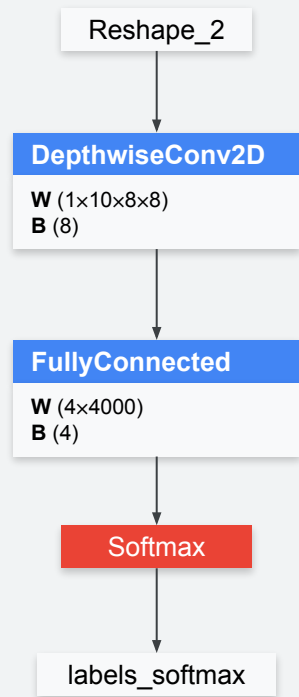 Reshape_2
DepthwiseConv2D
W (1×10×8×8)
B (8)
FullyConnected
W (4×4000)
B (4)
Softmax
labels_softmax